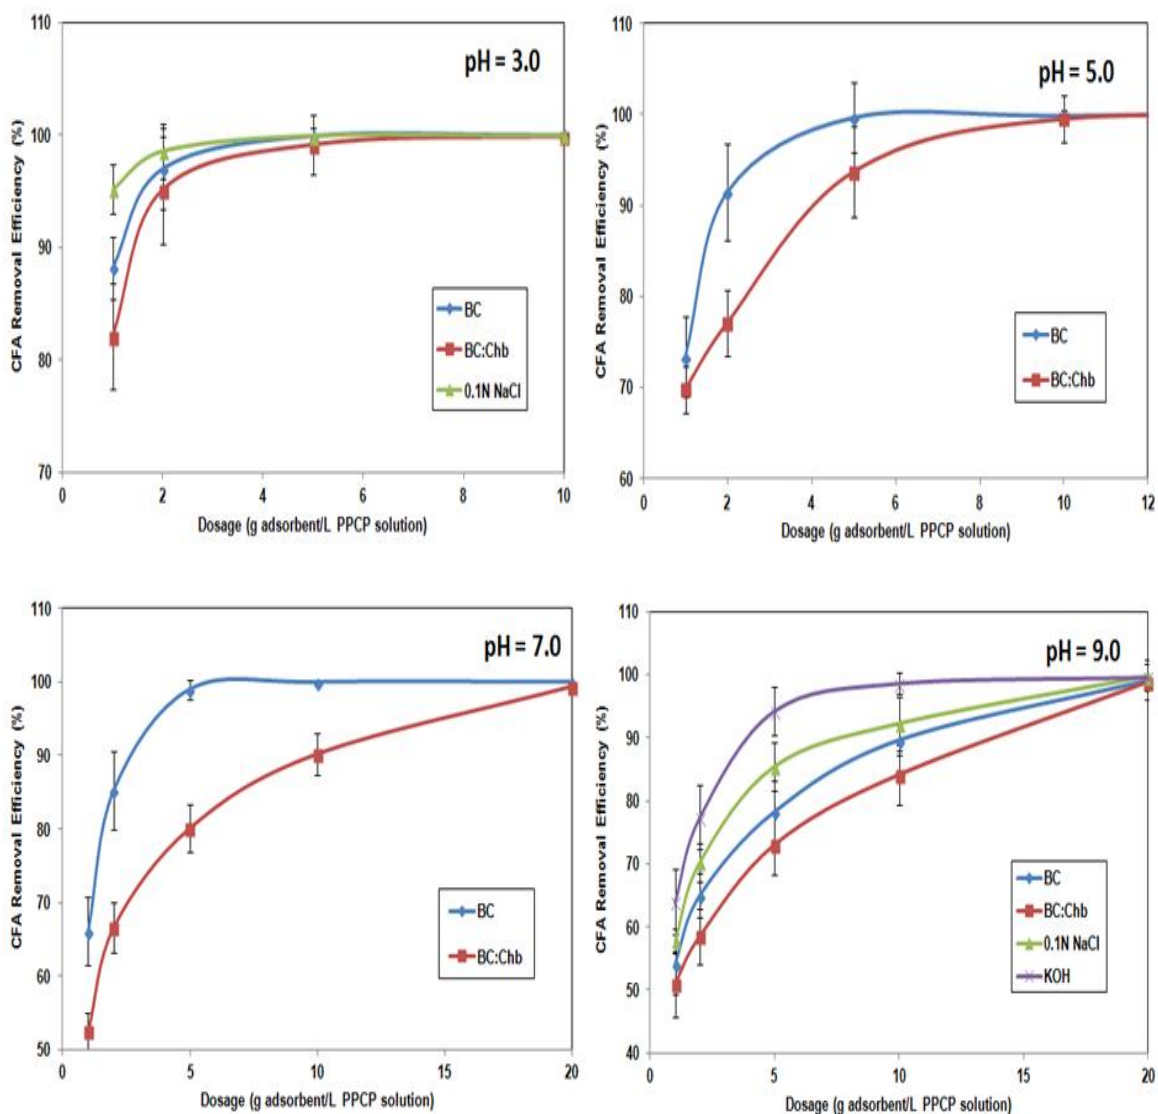 pH = 3.0
CFA Removal Efficiency (%)
110
100
90
80
70
0 2 4 6 8 10
Dosage (g adsorbent/L PPCP solution)
BC
BC:Chb
0.1N NaCl
pH = 5.0
CFA Removal Efficiency (%)
110
100
90
80
70
60
0 2 4 6 8 10 12
Dosage (g adsorbent/L PPCP solution)
BC
BC:Chb
pH = 7.0
CFA Removal Efficiency (%)
110
100
90
80
70
60
50
0 5 10 15 20
Dosage (g adsorbent/L PPCP solution)
BC
BC:Chb
pH = 9.0
CFA Removal Efficiency (%)
110
100
90
80
70
60
50
40
0 5 10 15 20
Dosage (g adsorbent/L PPCP solution)
BC
BC:Chb
0.1N NaCl
KOH